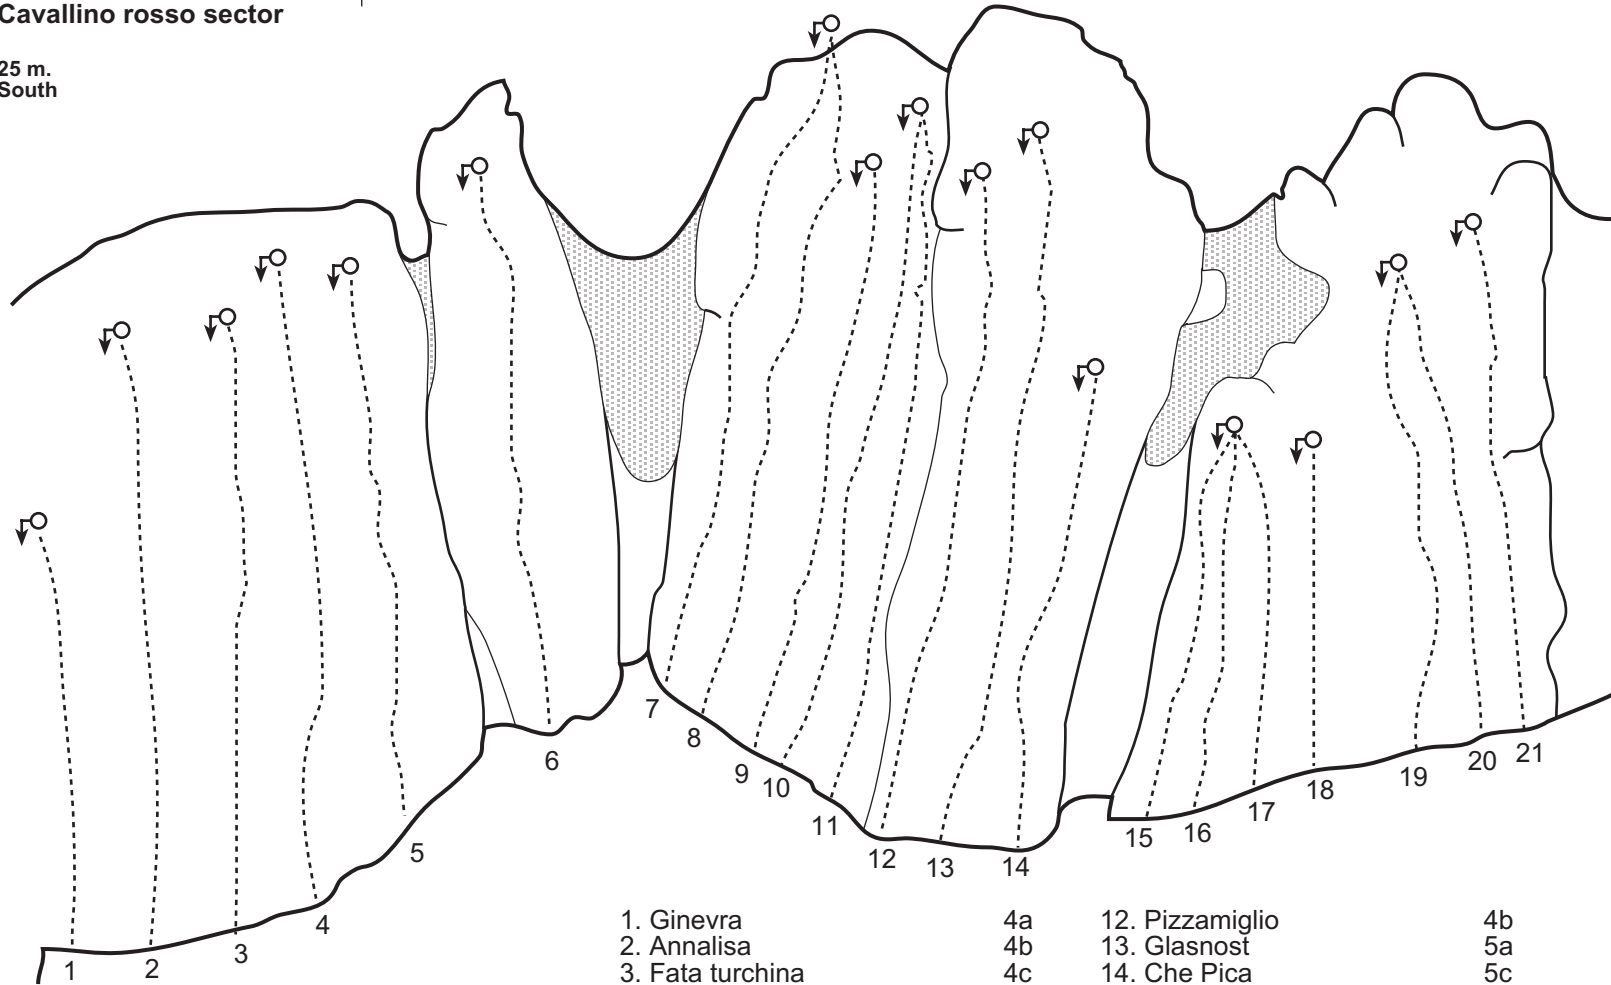 Cavallino rosso sector
25 m.
South
1
2
3
4
5
6
7
8
9
10
11
12
13
14
15
16
17
18
19
20
21
1. Ginevra 4a
2. Annalisa 4b
3. Fata turchina 4c
12. Pizzamiglio 4b
13. Glasnost 5a
14. Che Pica 5c